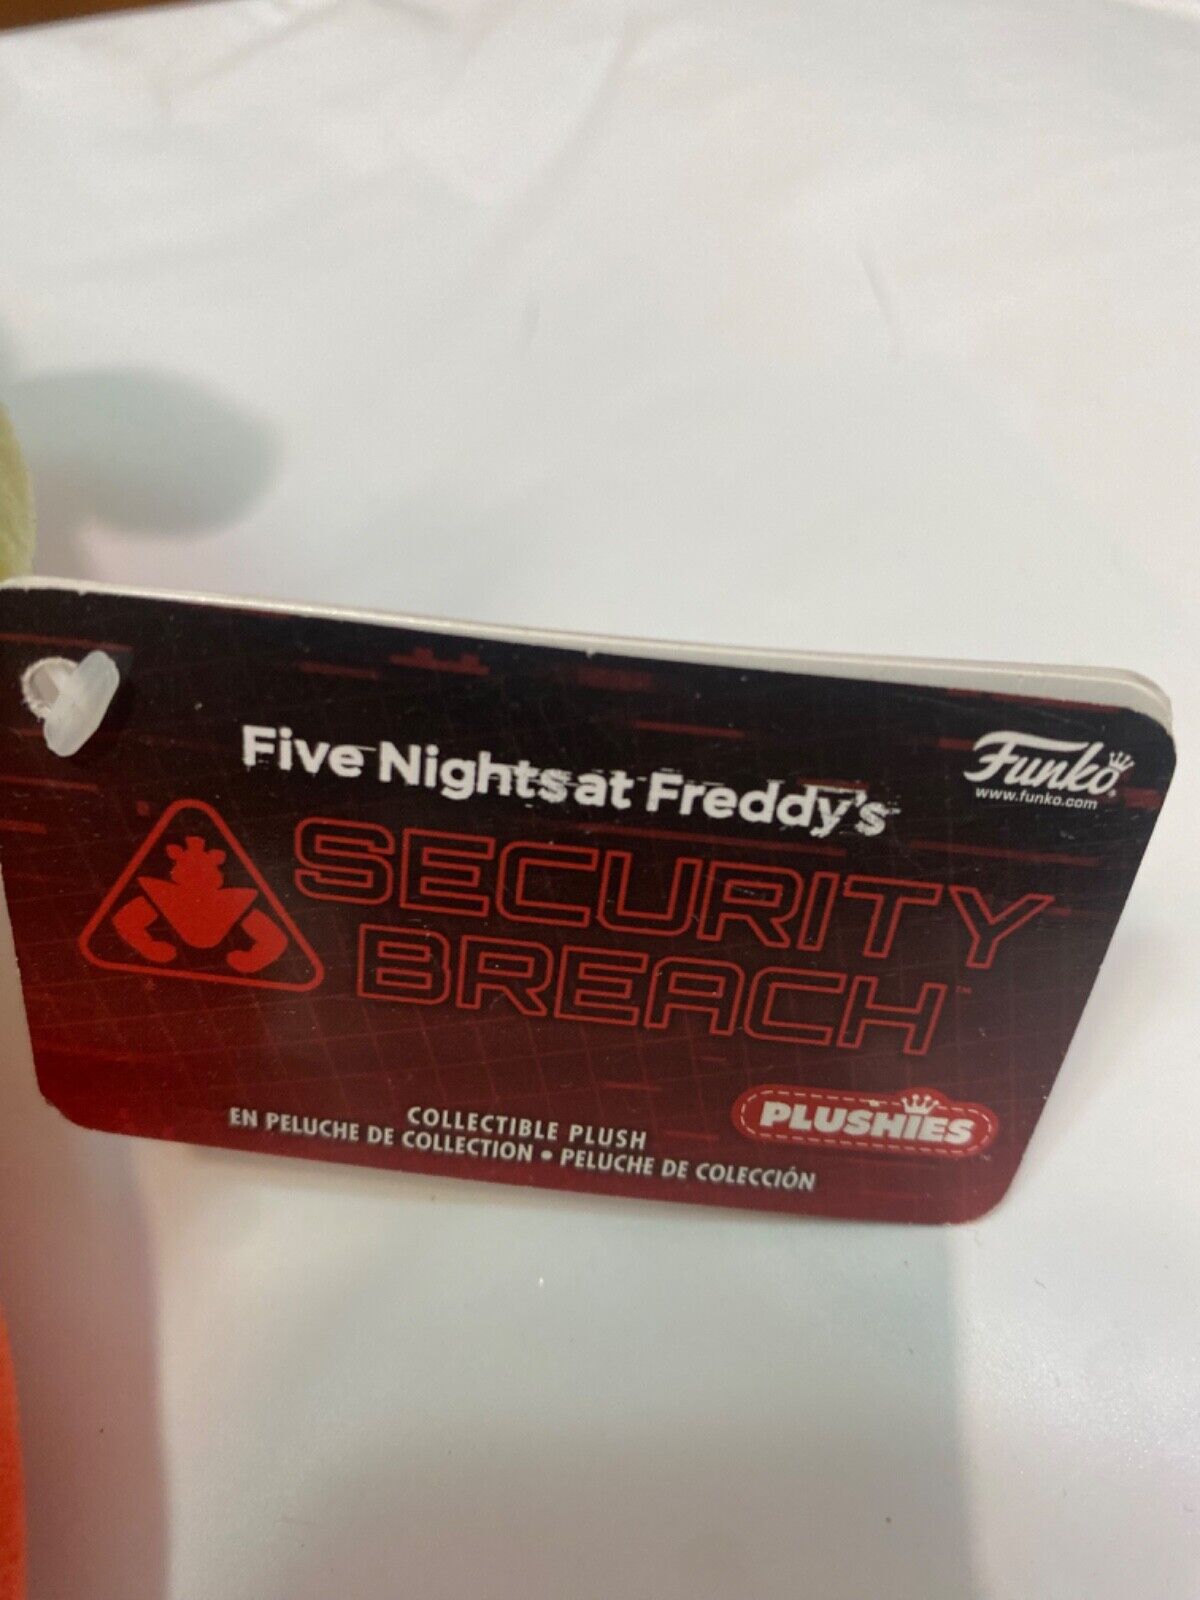 Five Nights at Freddy's
Funko®
www.funko.com
SECURITY
BREACH™
COLLECTIBLE PLUSH
EN PELUCHE DE COLLECTION • PELUCHE DE COLECCIÓN
PLUSHIES